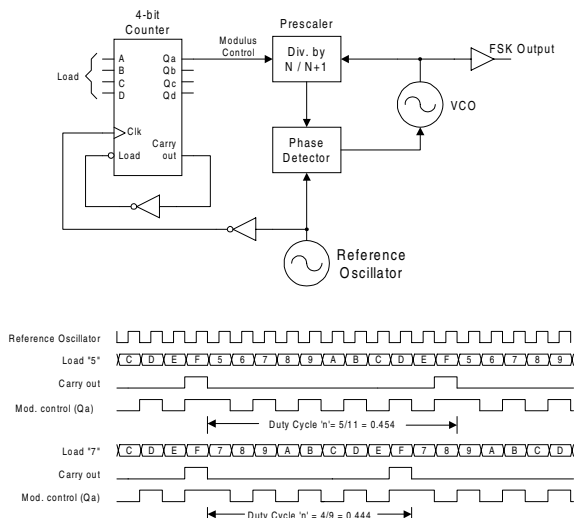 4-bit
Counter
Prescaler
Load
A
B
C
D
Qa
Qb
Qc
Qd
Modulus
Control
Div. by
N / N+1
FSK Output
VCO
Clk
Load
Carry
out
Phase
Detector
Reference
Oscillator
Reference Oscillator
Load "5" C D E F 5 6 7 8 9 A B C D E F 5 6 7 8 9
Carry out
Mod. control (Qa)
Duty Cycle 'n'= 5/11 = 0.454
Load "7" C D E F 7 8 9 A B C D E F 7 8 9 A B C D
Carry out
Mod. control (Qa)
Duty Cycle 'n' = 4/9 = 0.444